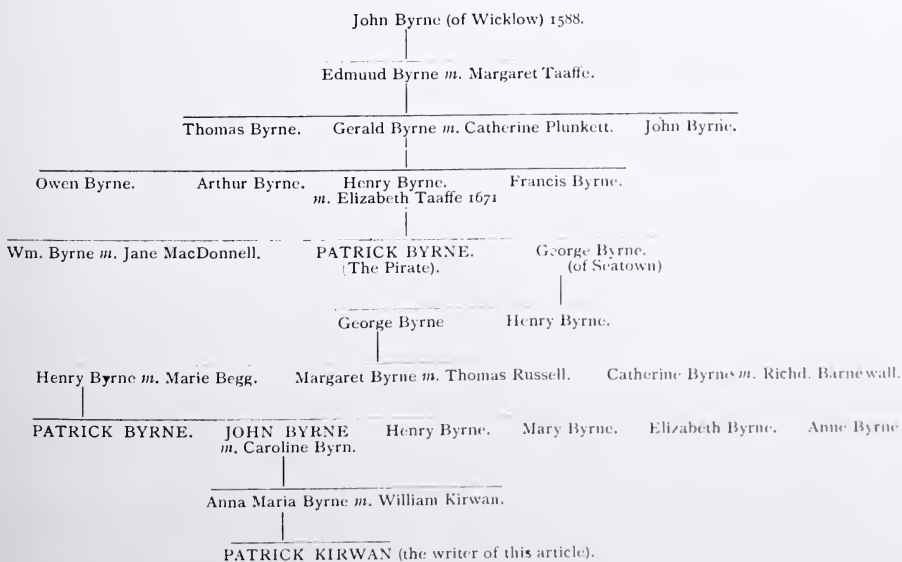 John Byrne (of Wicklow) 1588.
Edmuud Byrne m. Margaret Taaffe.
Thomas Byrne. Gerald Byrne m. Catherine Plunkett. John Byrne.
Owen Byrne. Arthur Byrne. Henry Byrne. Francis Byrne.
m. Elizabeth Taaffe 1671
Wm. Byrne m. Jane MacDonnell. PATRICK BYRNE. George Byrne.
(The Pirate). (of Seatown)
George Byrne Henry Byrne.
Henry Byrne m. Marie Begg. Margaret Byrne m. Thomas Russell. Catherine Byrne m. Richd. Barnewall.
PATRICK BYRNE. JOHN BYRNE Henry Byrne. Mary Byrne. Elizabeth Byrne. Anne Byrne
m. Caroline Byrn.
Anna Maria Byrne m. William Kirwan.
PATRICK KIRWAN (the writer of this article).